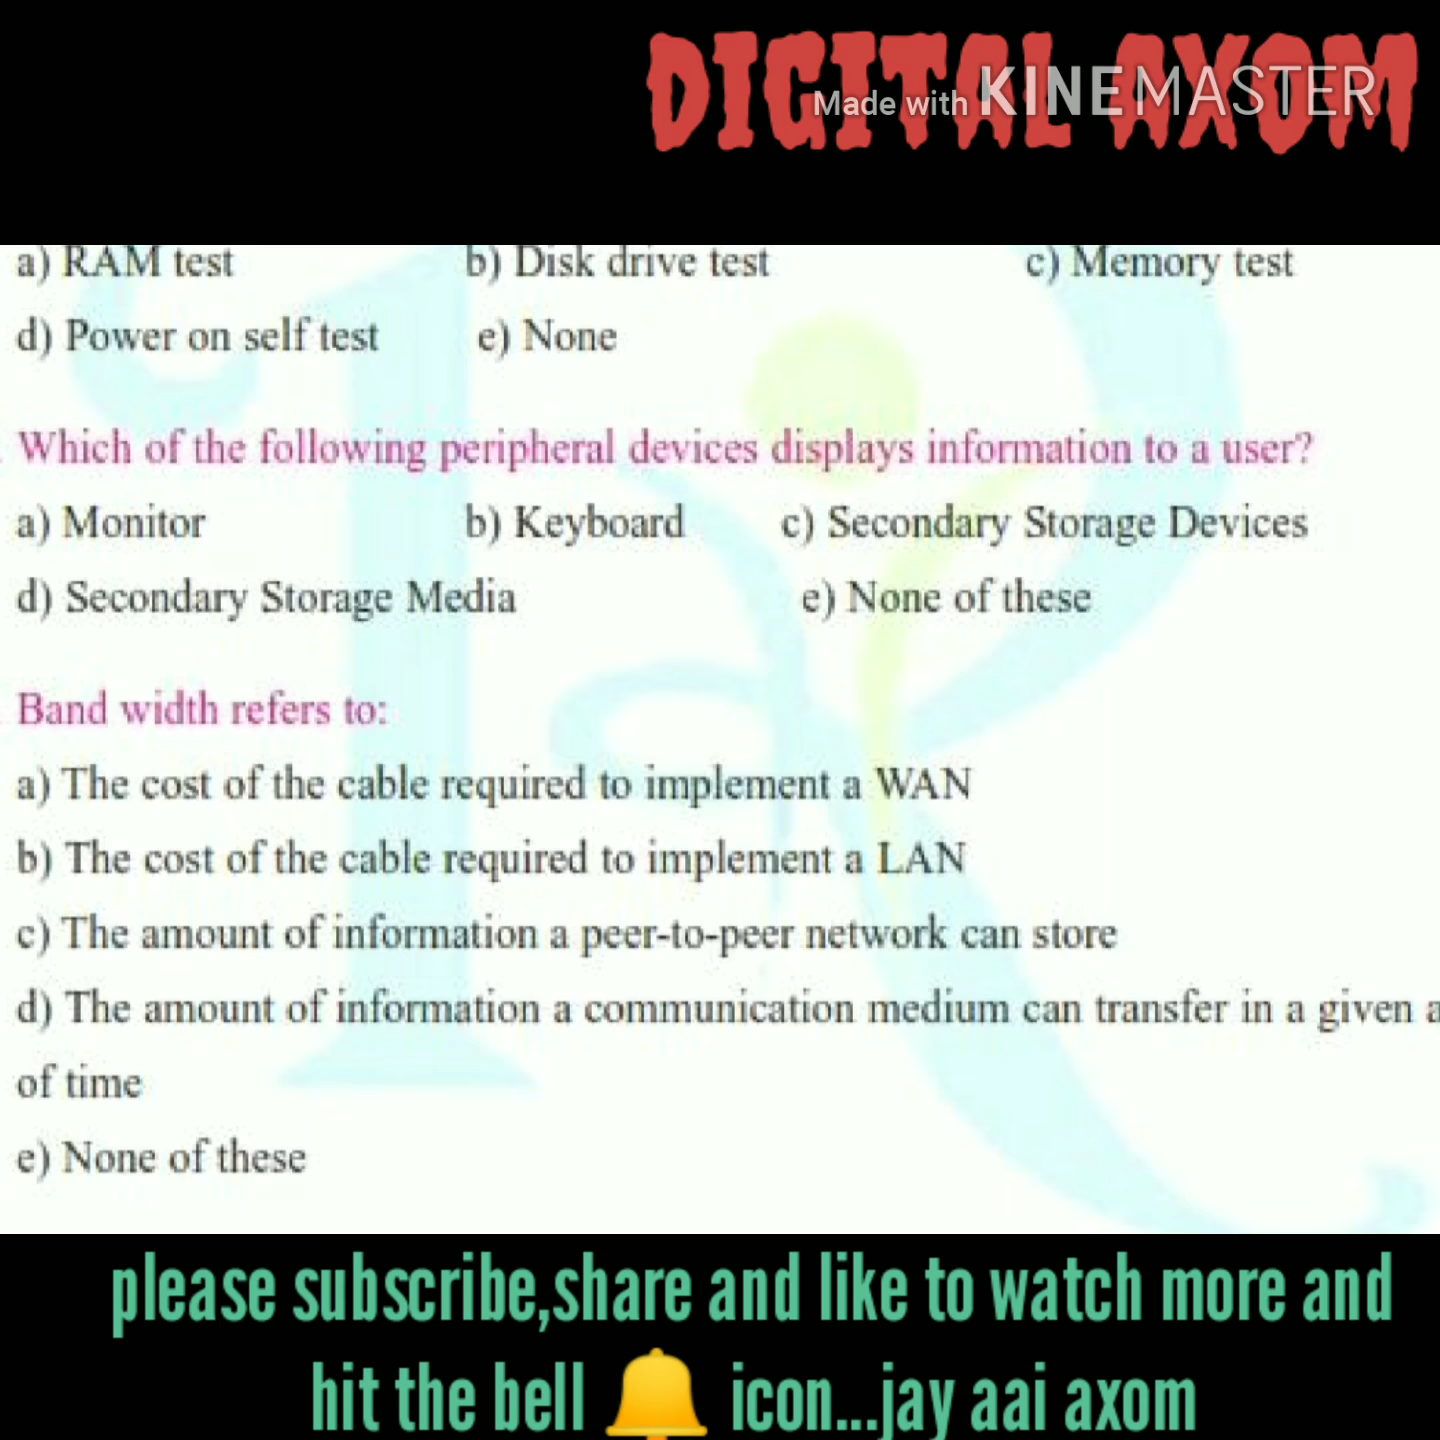 DIGITAL AXOM
Made with KINEMASTER
a) RAM test b) Disk drive test c) Memory test
d) Power on self test e) None
Which of the following peripheral devices displays information to a user?
a) Monitor b) Keyboard c) Secondary Storage Devices
d) Secondary Storage Media e) None of these
Band width refers to:
a) The cost of the cable required to implement a WAN
b) The cost of the cable required to implement a LAN
c) The amount of information a peer-to-peer network can store
d) The amount of information a communication medium can transfer in a given a
of time
e) None of these
please subscribe,share and like to watch more and
hit the bell 🔔 icon...jay aai axom